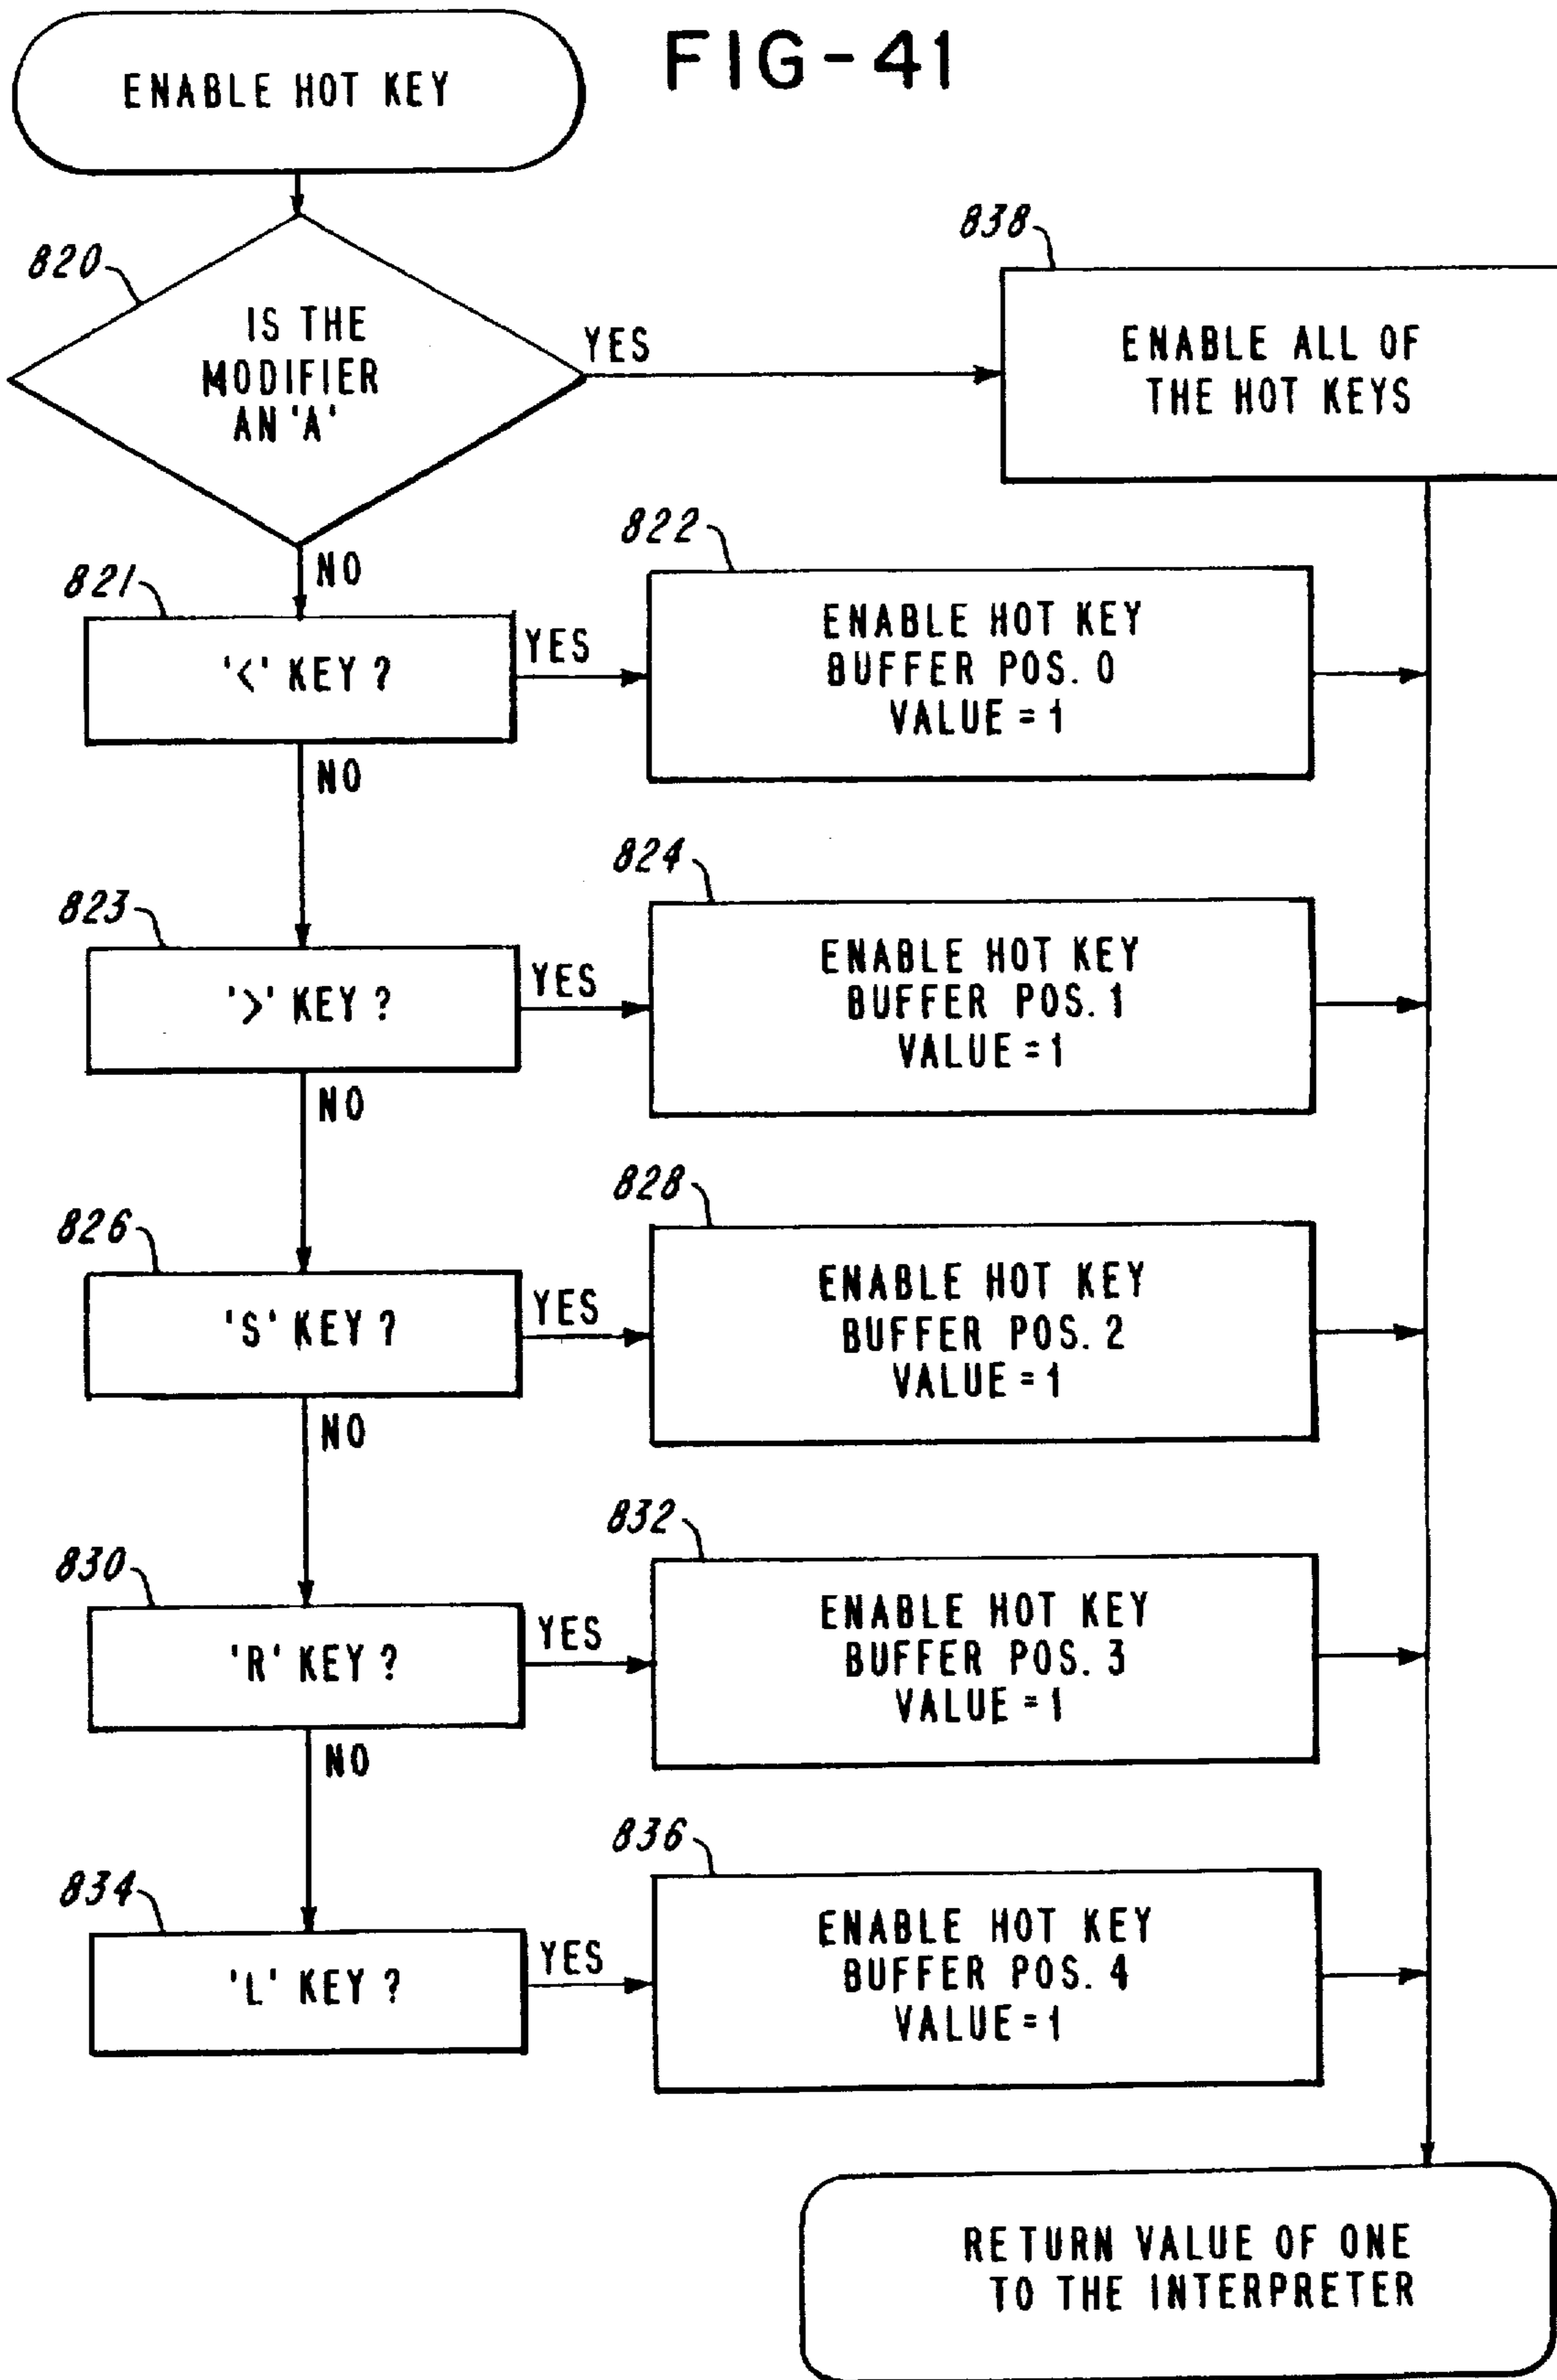 FIG-41
ENABLE HOT KEY
820
IS THE
MODIFIER
AN 'A'
YES
838
ENABLE ALL OF
THE HOT KEYS
NO
821
'<' KEY ?
YES
822
ENABLE HOT KEY
BUFFER POS. 0
VALUE = 1
NO
823
'>' KEY ?
YES
824
ENABLE HOT KEY
BUFFER POS. 1
VALUE = 1
NO
826
'S' KEY ?
YES
828
ENABLE HOT KEY
BUFFER POS. 2
VALUE = 1
NO
830
'R' KEY ?
YES
832
ENABLE HOT KEY
BUFFER POS. 3
VALUE = 1
NO
834
'L' KEY ?
YES
836
ENABLE HOT KEY
BUFFER POS. 4
VALUE = 1
RETURN VALUE OF ONE
TO THE INTERPRETER